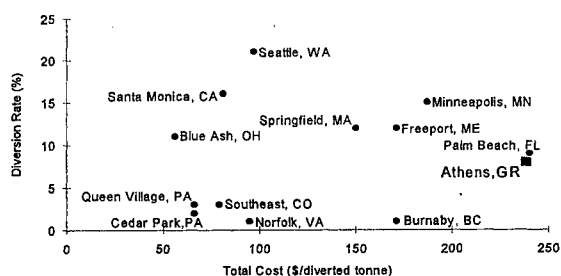 25
Seattle, WA
20
Santa Monica, CA
Minneapolis, MN
15
Springfield, MA
Freeport, ME
Blue Ash, OH
Palm Beach, FL
10
Athens,GR
Queen Village, PA
Southeast, CO
5
Cedar Park,PA
Norfolk, VA
Burnaby, BC
0
Diversion Rate (%)
0 50 100 150 200 250
Total Cost ($/diverted tonne)